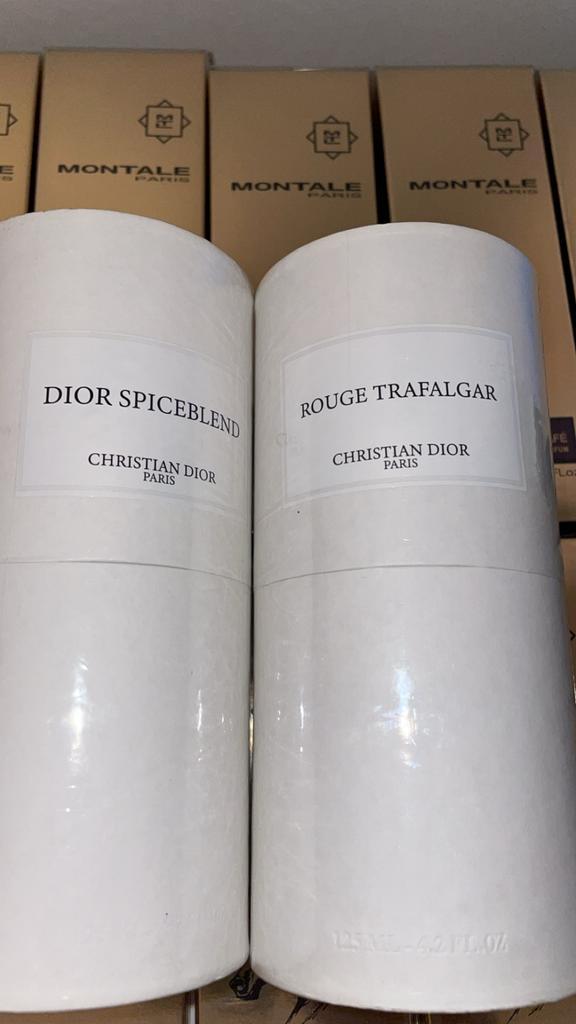 MONTALE
PARIS
MONTALE
PARIS
MONTALE
PARIS
DIOR SPICEBLEND
CHRISTIAN DIOR
PARIS
ROUGE TRAFALGAR
CHRISTIAN DIOR
PARIS
125 ML - 4.2 FL.OZ